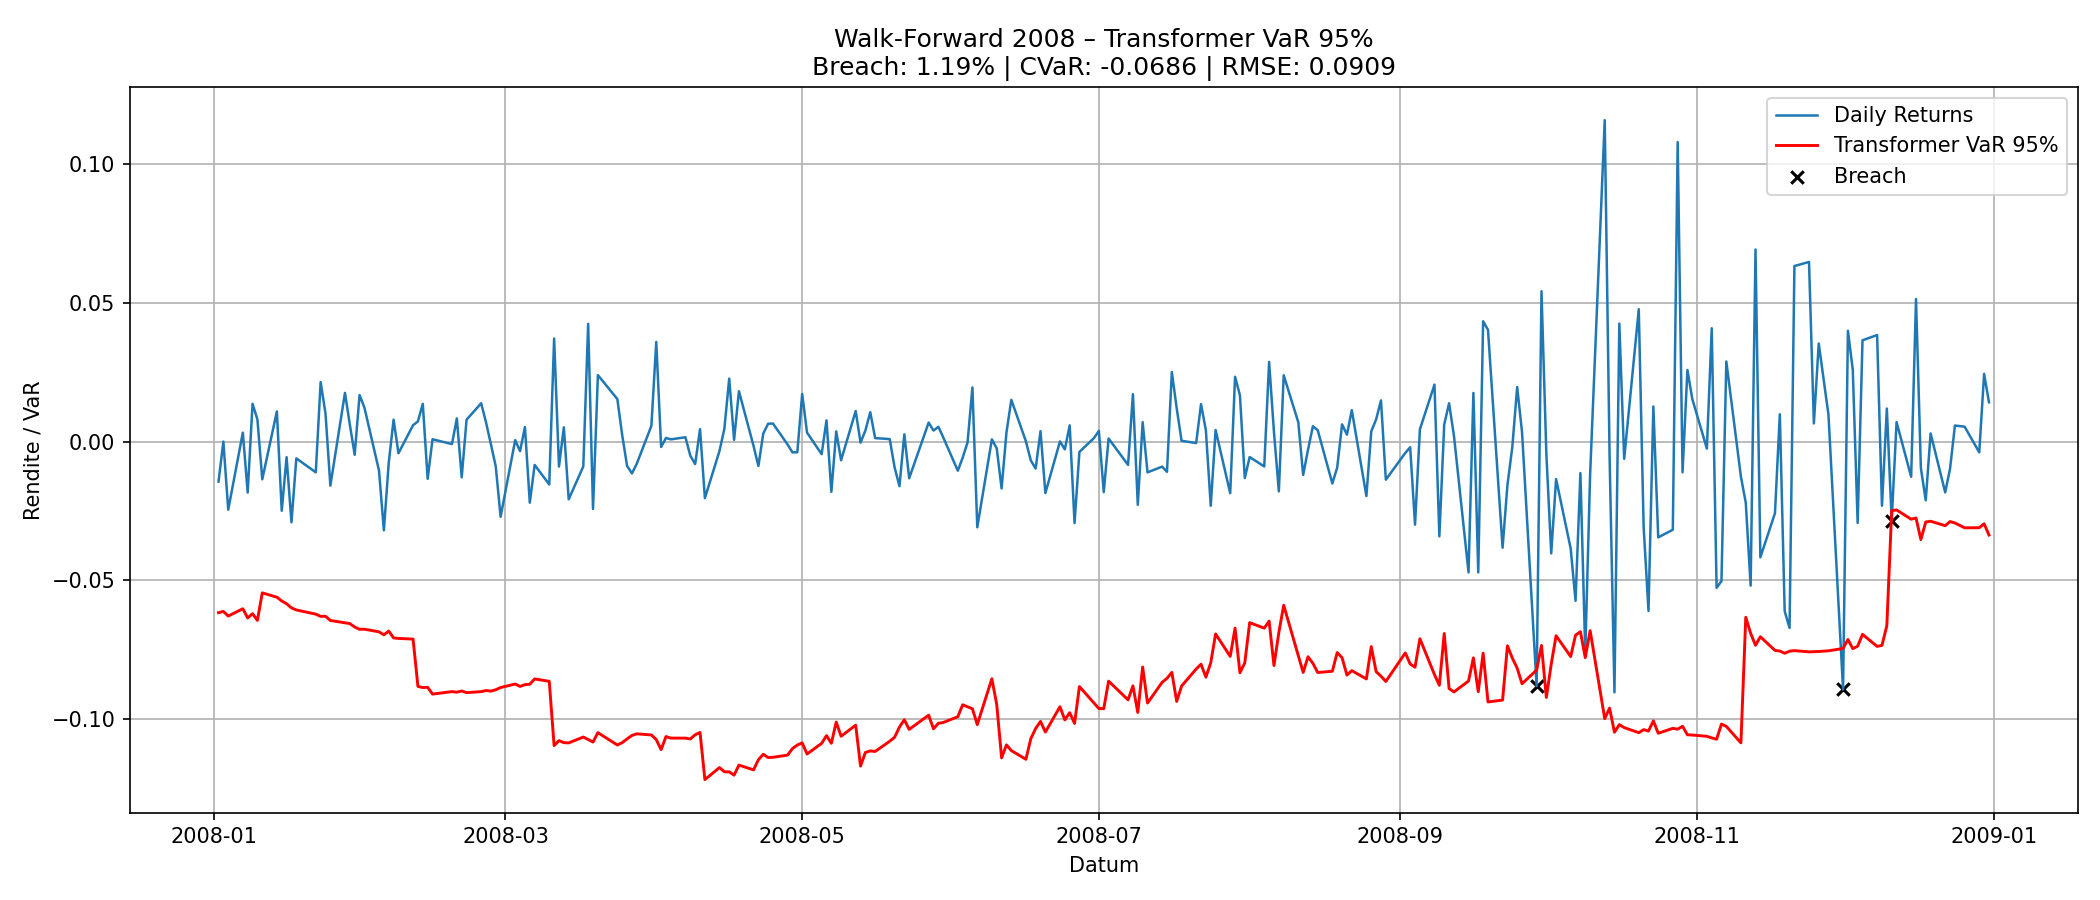 Walk-Forward 2008 – Transformer VaR 95%
Breach: 1.19% | CVaR: -0.0686 | RMSE: 0.0909
Daily Returns
Transformer VaR 95%
Breach
Rendite / VaR
0.10
0.05
0.00
−0.05
−0.10
2008-01
2008-03
2008-05
2008-07
2008-09
2008-11
2009-01
Datum